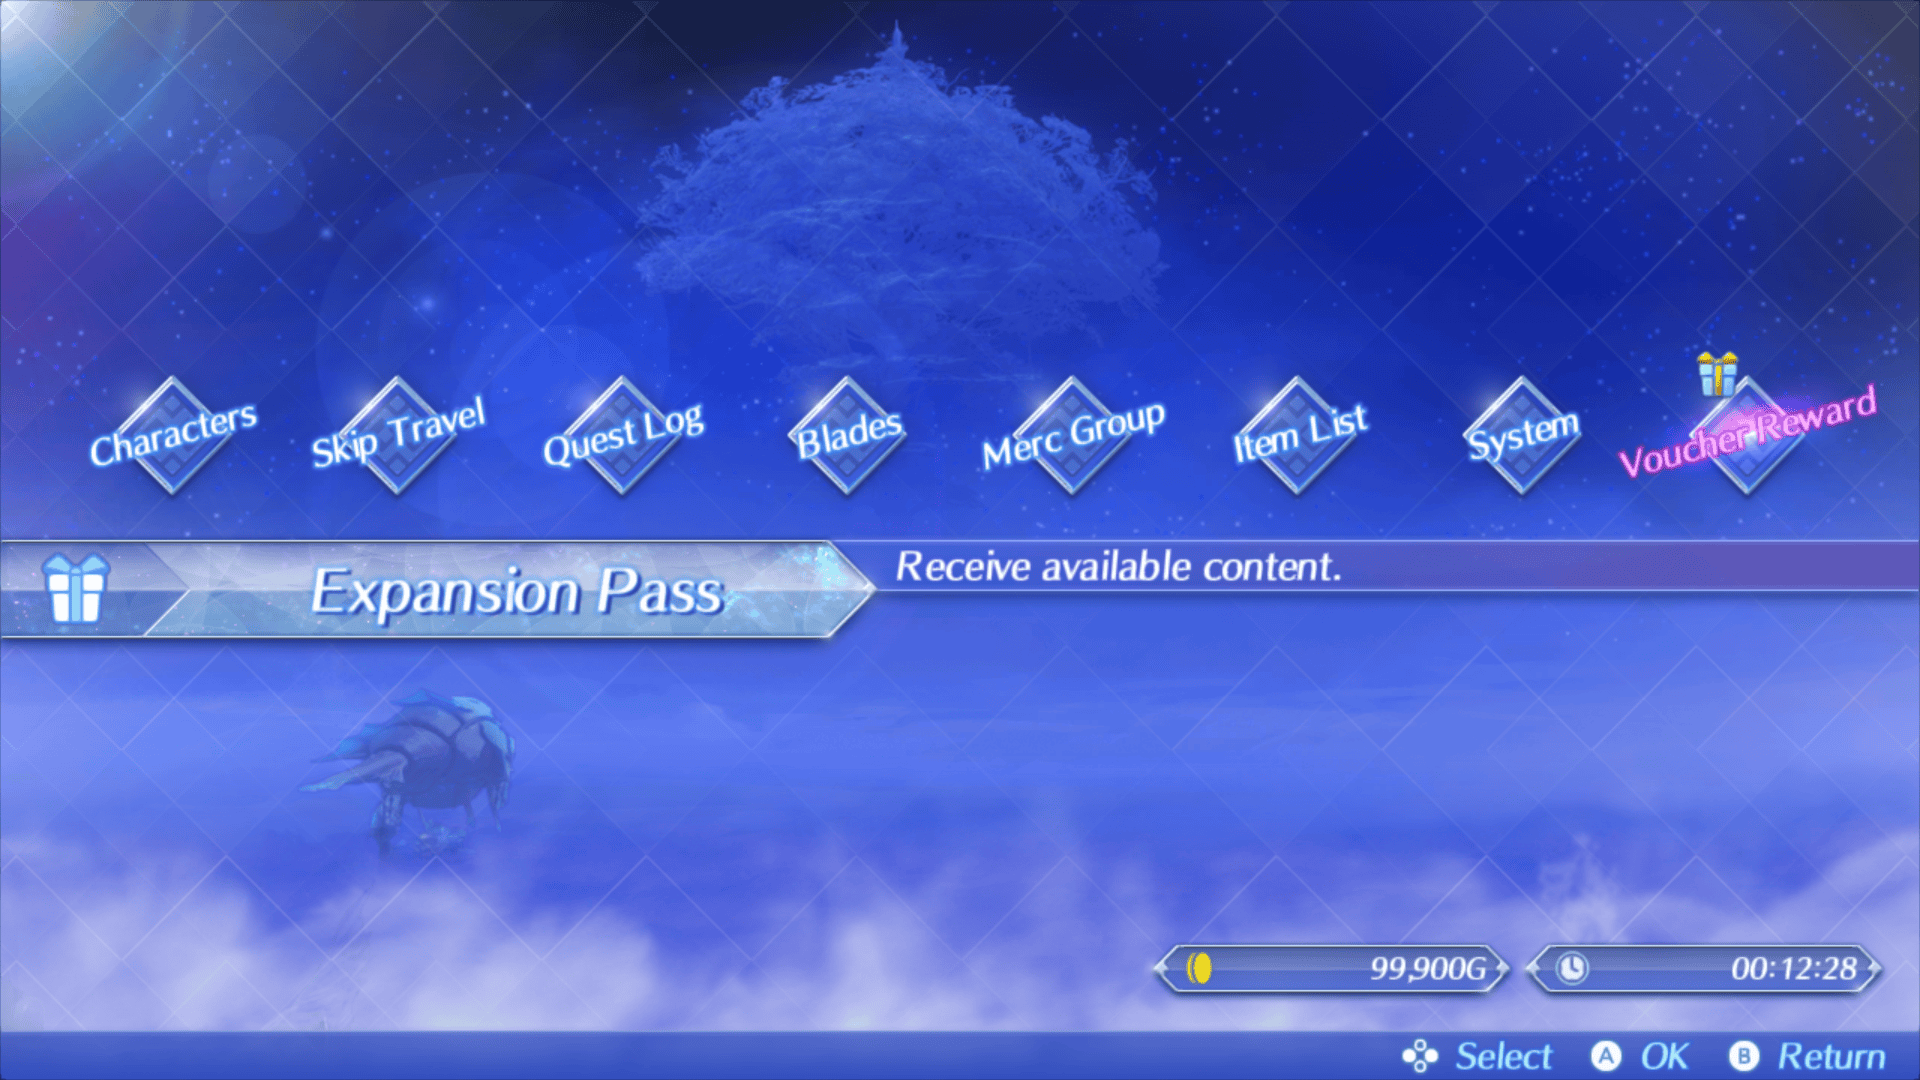 Characters
Skip Travel
Quest Log
Blades
Merc Group
Item List
System
Voucher Reward
Expansion Pass
Receive available content.
99,900G
00:12:28
Select
A OK
B Return